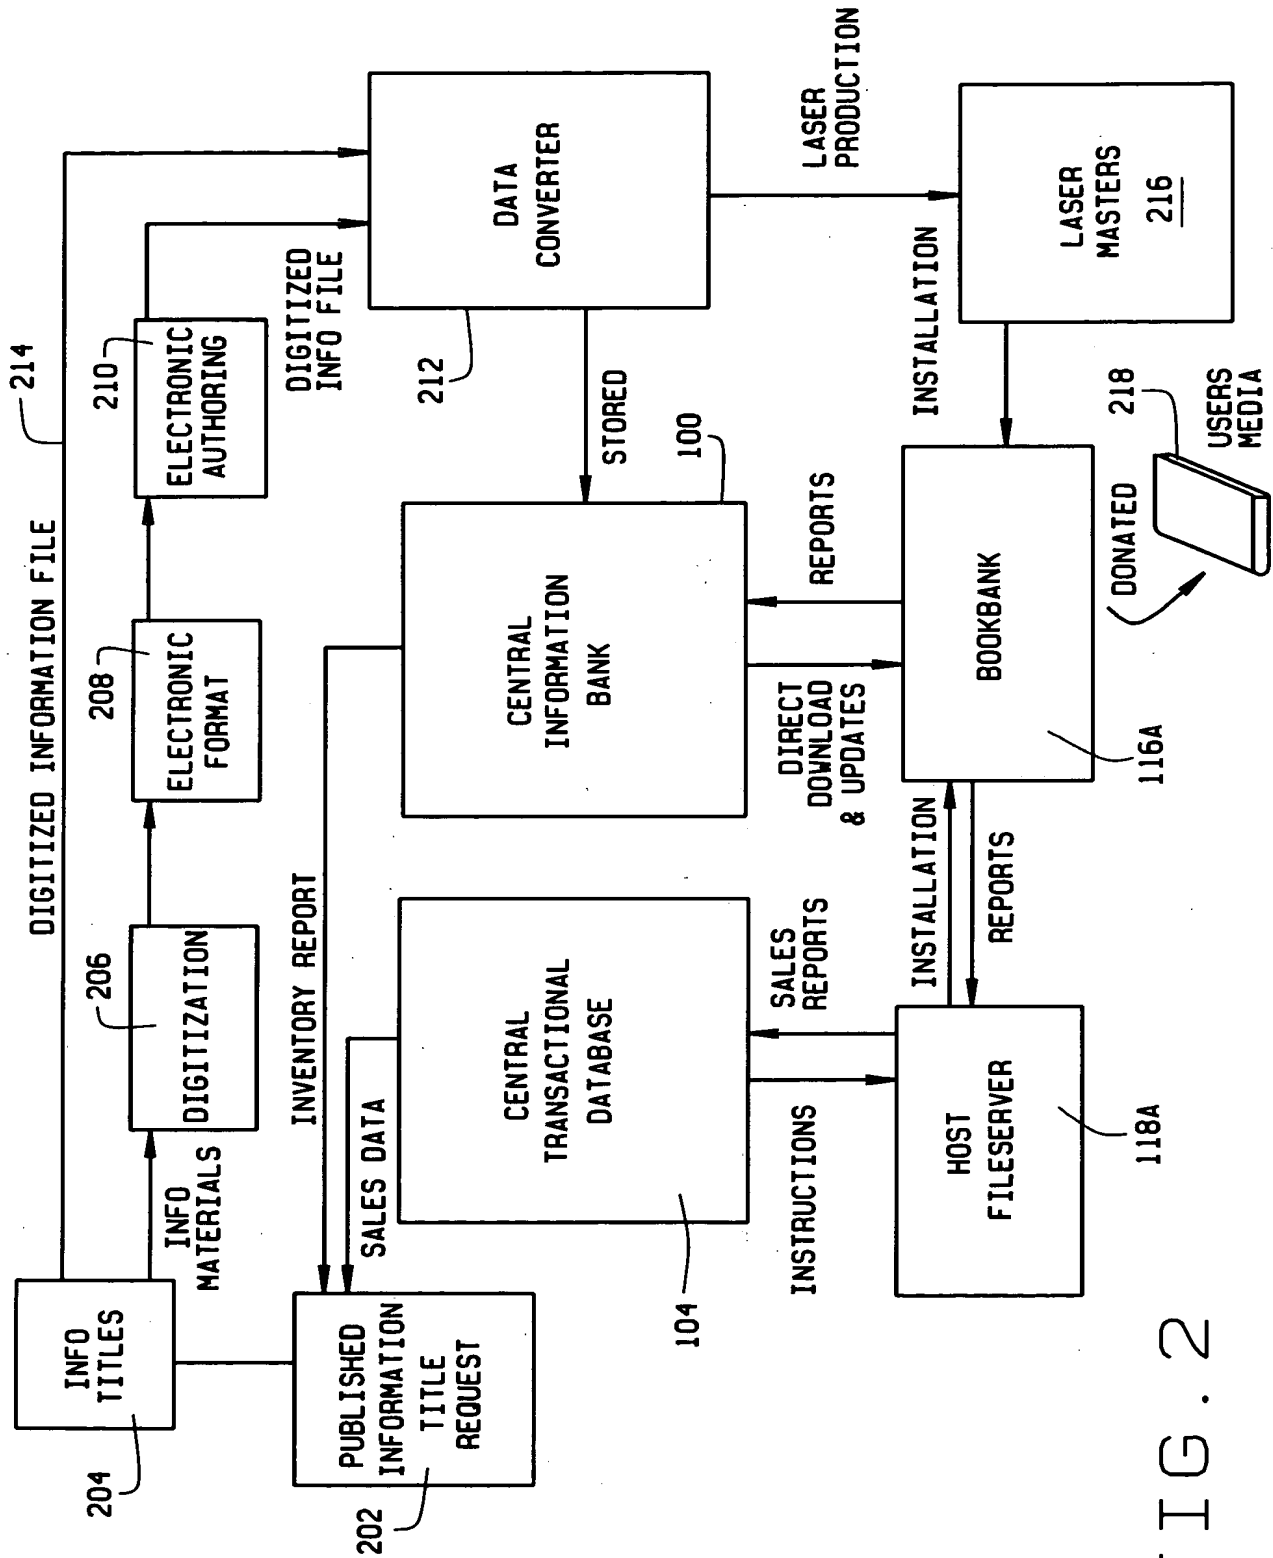 204
INFO
TITLES
INFO
MATERIALS
DIGITIZED INFORMATION FILE
214
206
DIGITIZATION
208
ELECTRONIC
FORMAT
210
ELECTRONIC
AUTHORING
DIGITIZED
INFO FILE
202
PUBLISHED
INFORMATION
TITLE
REQUEST
SALES DATA
INVENTORY REPORT
104
CENTRAL
TRANSACTIONAL
DATABASE
CENTRAL
INFORMATION
BANK
100
STORED
212
DATA
CONVERTER
INSTRUCTIONS
SALES
REPORTS
DIRECT
DOWNLOAD
& UPDATES
REPORTS
LASER
PRODUCTION
HOST
FILESERVER
118A
INSTALLATION
REPORTS
BOOKBANK
116A
INSTALLATION
LASER
MASTERS
216
DONATED
218
USERS
MEDIA
IG.2